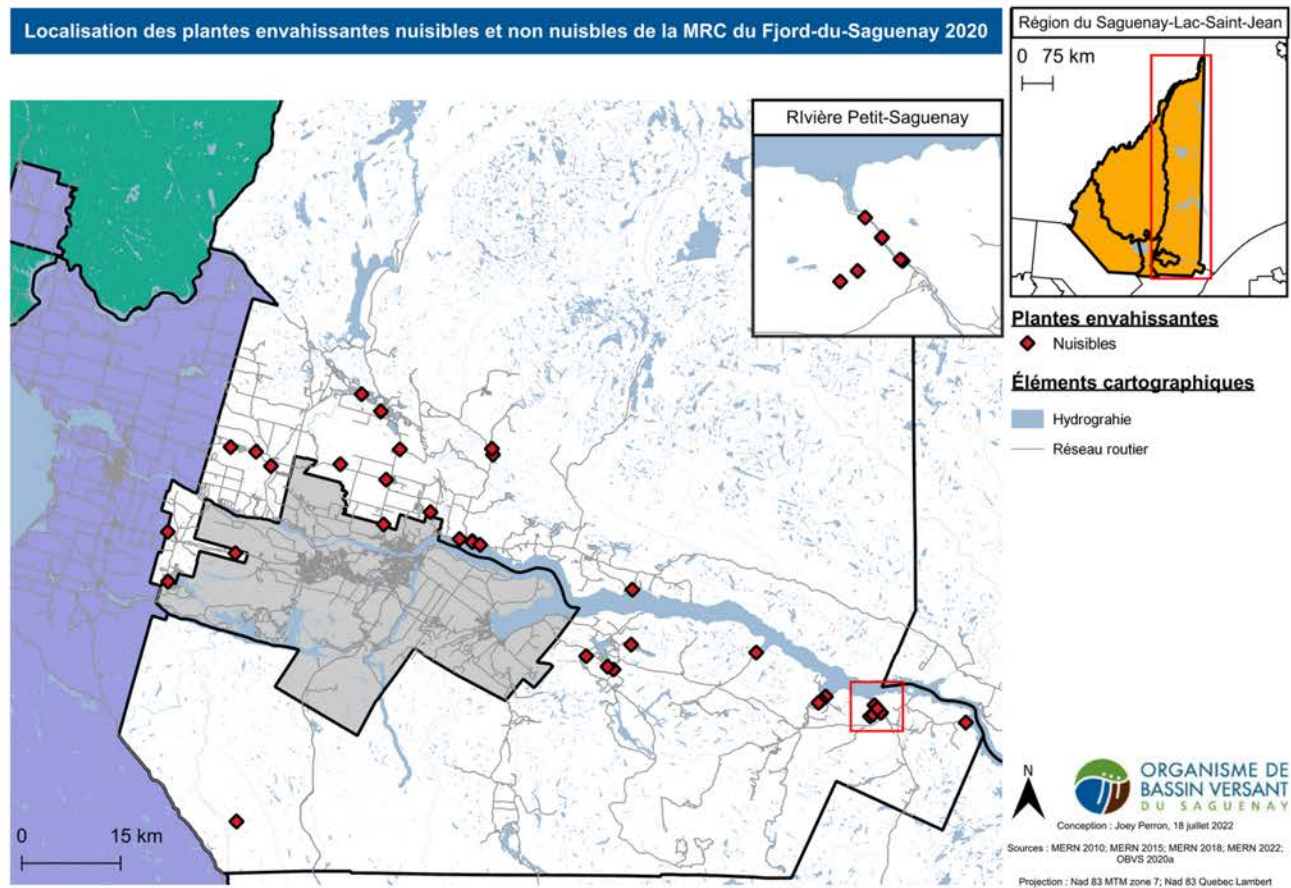 Localisation des plantes envahissantes nuisibles et non nuisbles de la MRC du Fjord-du-Saguenay 2020
Région du Saguenay-Lac-Saint-Jean
0 75 km
RIvière Petit-Saguenay
Plantes envahissantes
Nuisibles
Éléments cartographiques
Hydrograhie
Réseau routier
0 15 km
N
ORGANISME DE
BASSIN VERSANT
DU SAGUENAY
Conception : Joey Perron, 18 juillet 2022
Sources : MERN 2010; MERN 2015; MERN 2018; MERN 2022;
OBVS 2020a
Projection : Nad 83 MTM zone 7; Nad 83 Quebec Lambert